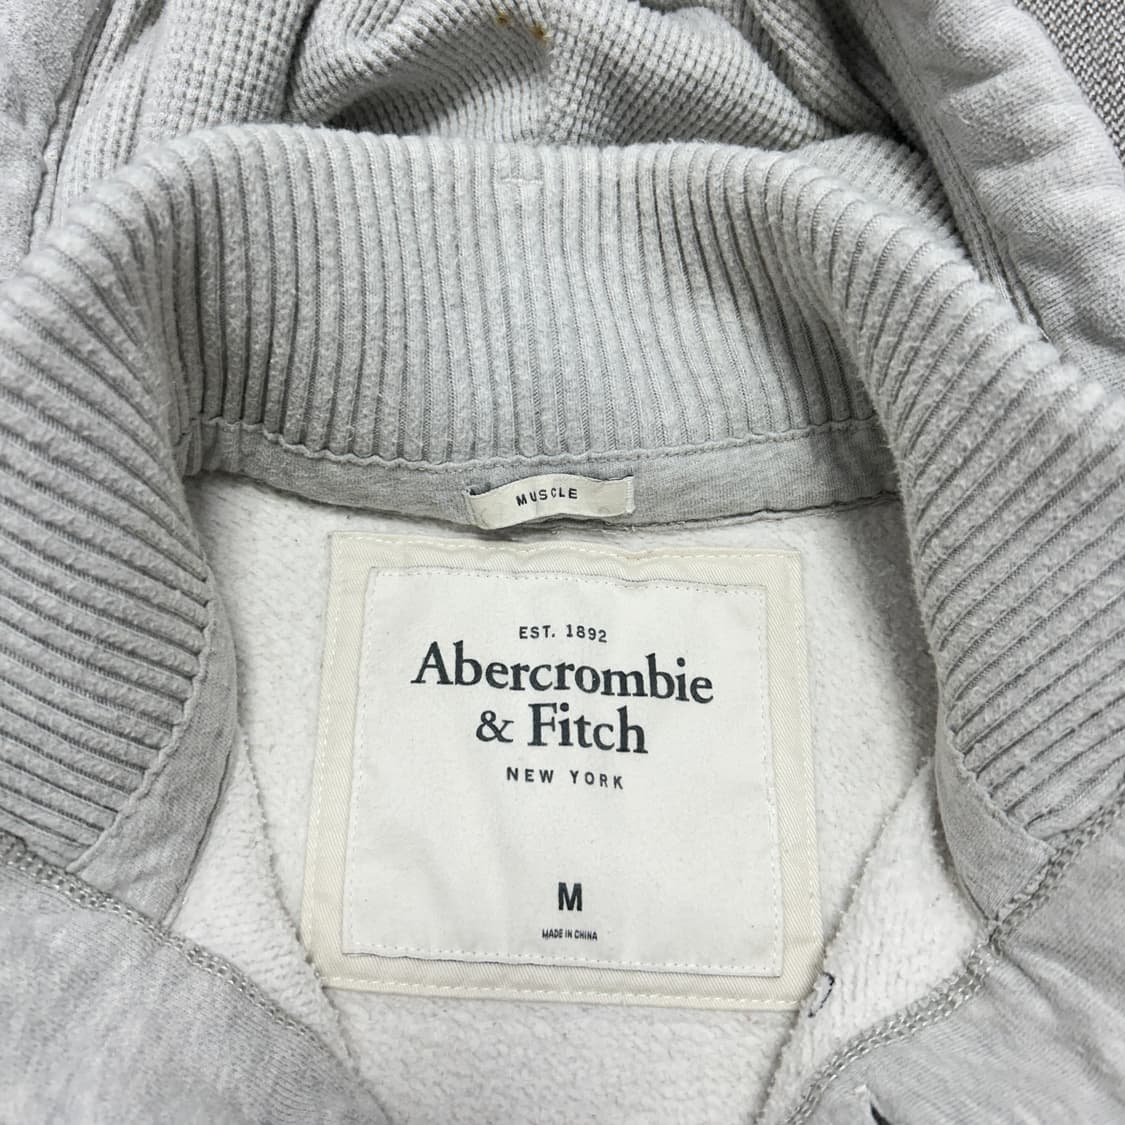 MUSCLE
EST. 1892
Abercrombie
& Fitch
NEW YORK
M
MADE IN CHINA